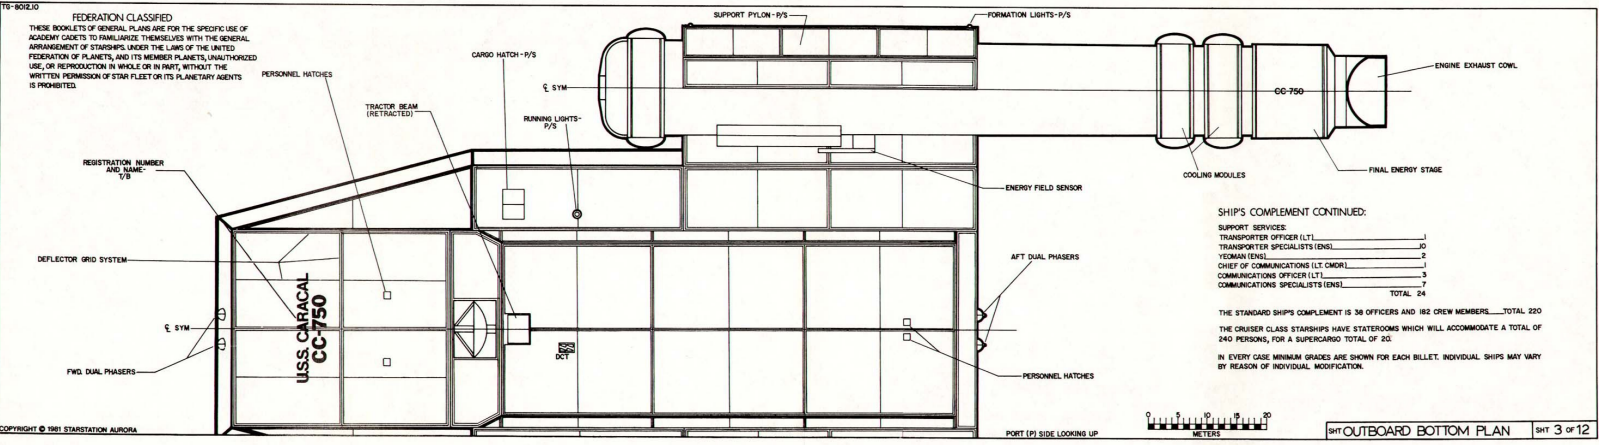 TG-8012.10
FEDERATION CLASSIFIED
THESE BOOKLETS OF GENERAL PLANS ARE FOR THE SPECIFIC USE OF
ACADEMY CADETS TO FAMILIARIZE THEMSELVES WITH THE GENERAL
ARRANGEMENT OF STARSHIPS. UNDER THE LAWS OF THE UNITED
FEDERATION OF PLANETS, AND ITS MEMBER PLANETS, UNAUTHORIZED
USE, OR REPRODUCTION IN WHOLE OR IN PART, WITHOUT THE
WRITTEN PERMISSION OF STAR FLEET OR ITS PLANETARY AGENTS
IS PROHIBITED.
SUPPORT PYLON-P/S
FORMATION LIGHTS-P/S
CARGO HATCH-P/S
PERSONNEL HATCHES
ENGINE EXHAUST COWL
℄ SYM
CC-750
TRACTOR BEAM
(RETRACTED)
RUNNING LIGHTS-
P/S
REGISTRATION NUMBER
AND NAME-
T/B
COOLING MODULES
FINAL ENERGY STAGE
ENERGY FIELD SENSOR
SHIP'S COMPLEMENT CONTINUED:
SUPPORT SERVICES:
TRANSPORTER OFFICER (LT.) 1
TRANSPORTER SPECIALISTS (ENS) 10
YEOMAN (ENS) 2
CHIEF OF COMMUNICATIONS (LT. CMDR) 1
COMMUNICATIONS OFFICER (LT) 3
COMMUNICATIONS SPECIALISTS (ENS) 7
TOTAL 24
DEFLECTOR GRID SYSTEM
AFT DUAL PHASERS
U.S.S. CARACAL
CC-750
℄ SYM
THE STANDARD SHIP'S COMPLEMENT IS 38 OFFICERS AND 182 CREW MEMBERS TOTAL 220
THE CRUISER CLASS STARSHIPS HAVE STATEROOMS WHICH WILL ACCOMMODATE A TOTAL OF
240 PERSONS, FOR A SUPERCARGO TOTAL OF 20.
IN EVERY CASE MINIMUM GRADES ARE SHOWN FOR EACH BILLET. INDIVIDUAL SHIPS MAY VARY
BY REASON OF INDIVIDUAL MODIFICATION.
DCT
FWD. DUAL PHASERS
PERSONNEL HATCHES
0 5 10 15 20
METERS
COPYRIGHT © 1981 STARSTATION AURORA
PORT (P) SIDE LOOKING UP
SHT OUTBOARD BOTTOM PLAN
SHT 3 OF 12